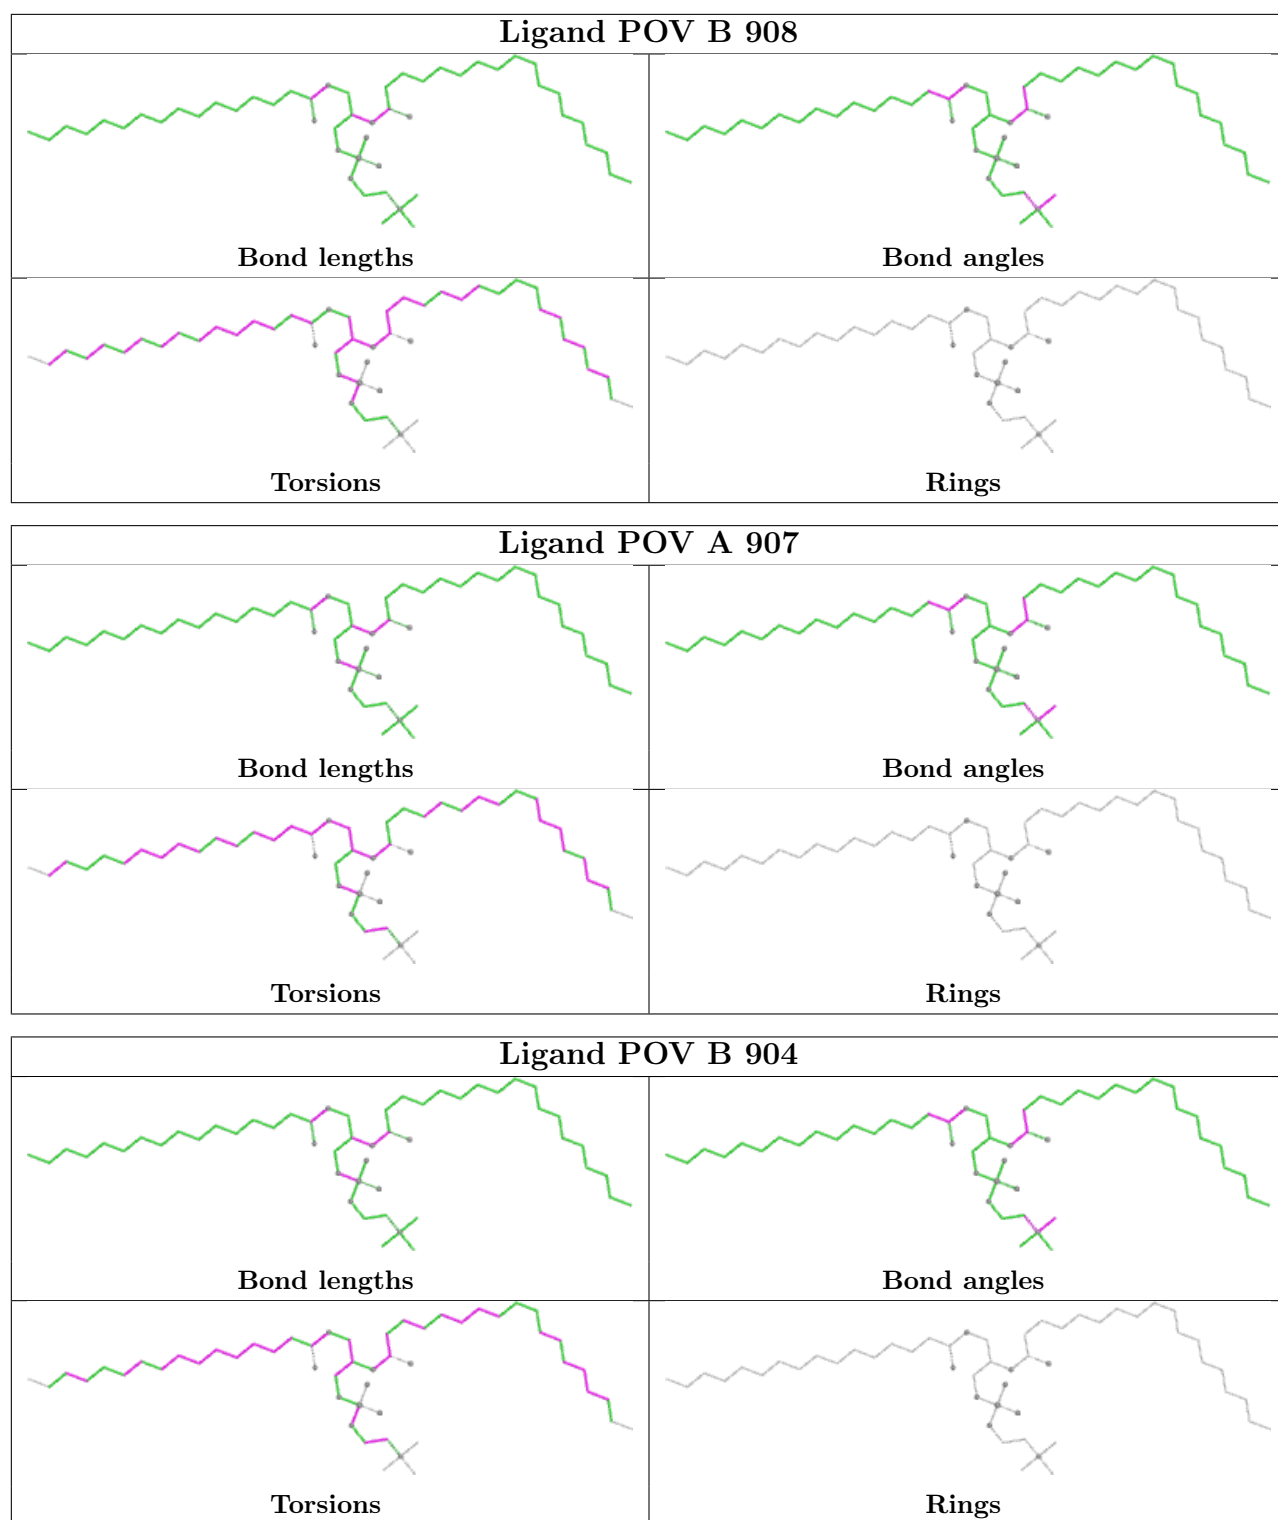 Ligand POV B 908
Bond lengths
Bond angles
Torsions
Rings
Ligand POV A 907
Bond lengths
Bond angles
Torsions
Rings
Ligand POV B 904
Bond lengths
Bond angles
Torsions
Rings